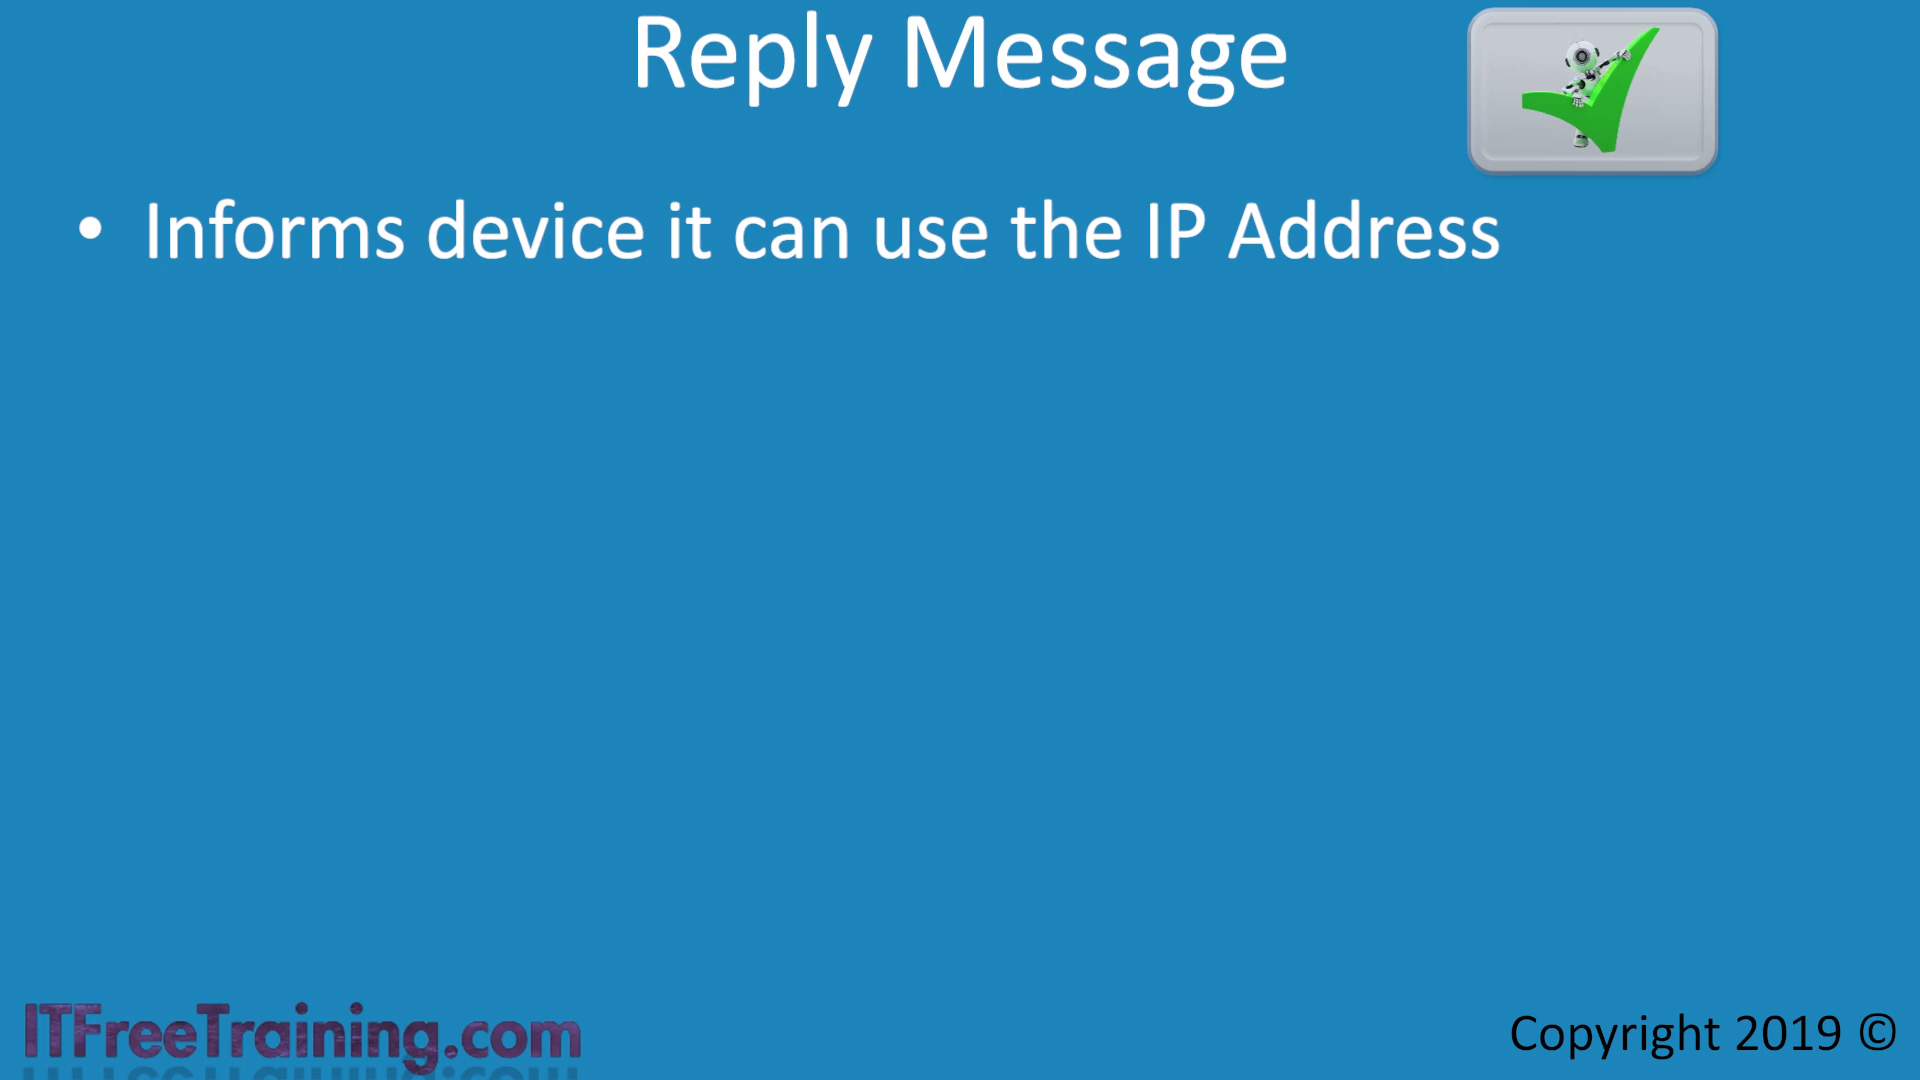 Reply Message
• Informs device it can use the IP Address
ITFreeTraining.com
Copyright 2019 ©